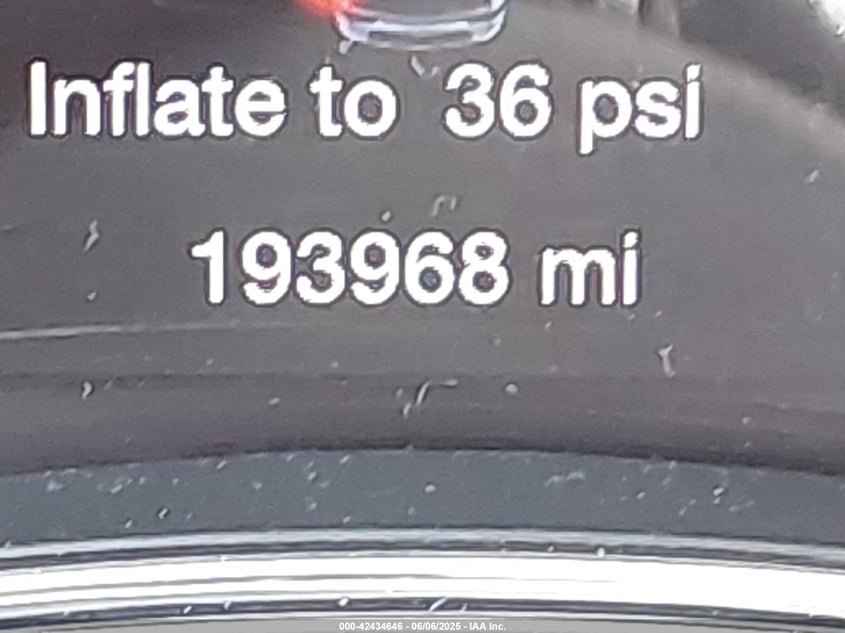 Inflate to 36 psi
193968 mi
000-42434646 - 06/06/2025 - IAA Inc.